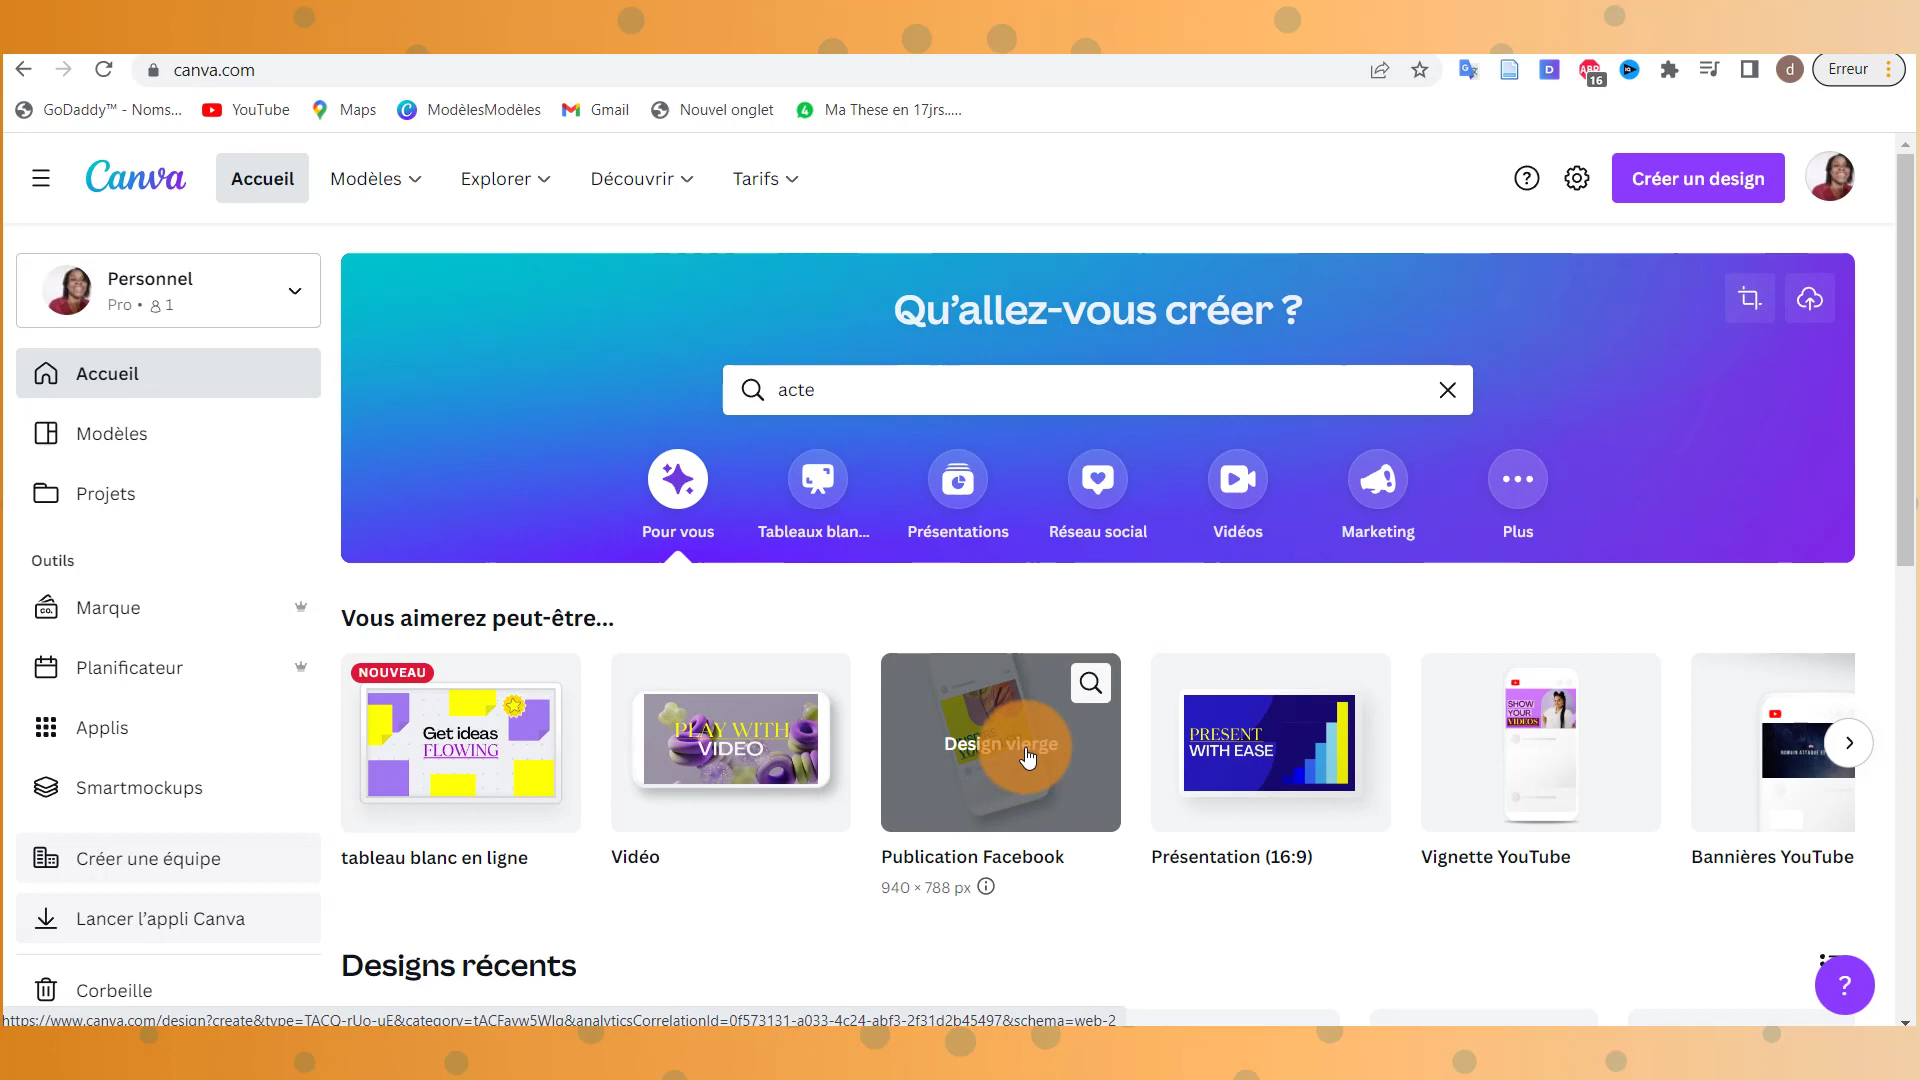 canva.com
16
d
Erreur
GoDaddy™ - Noms...
YouTube
Maps
ModèlesModèles
Gmail
Nouvel onglet
Ma These en 17jrs.....
Canva
Accueil
Modèles
Explorer
Découvrir
Tarifs
Créer un design
Personnel
Pro • 1
Qu'allez-vous créer ?
acte
Accueil
Modèles
Projets
Pour vous
Tableaux blan...
Présentations
Réseau social
Vidéos
Marketing
Plus
Outils
Marque
Planificateur
Applis
Smartmockups
Créer une équipe
Lancer l'appli Canva
Corbeille
Vous aimerez peut-être...
NOUVEAU
Get ideas
FLOWING
PLAY WITH
VIDEO
Design vierge
PRESENT
WITH EASE
SHOW
YOUR
VIDEOS
tableau blanc en ligne
Vidéo
Publication Facebook
Présentation (16:9)
Vignette YouTube
Bannières YouTube
940 × 788 px
Designs récents
?
https://www.canva.com/design?create&type=TACQ-rUo-uE&category=tACFavw5WIg&analyticsCorrelationId=0f573131-a033-4c24-abf3-2f31d2b45497&schema=web-2